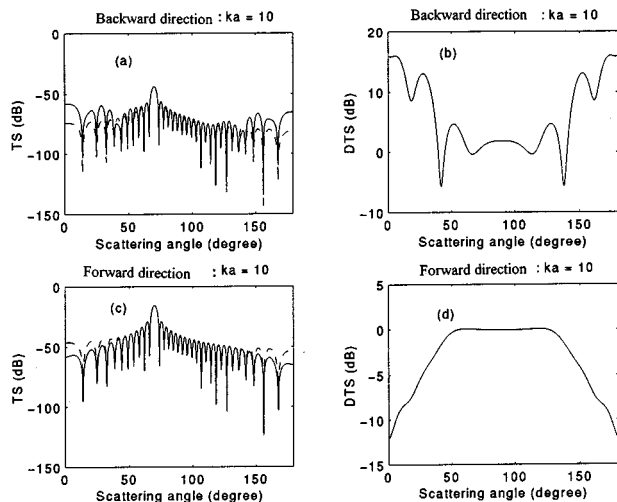 Backward direction : ka = 10
(a)
TS (dB)
0
−50
−100
−150
0 50 100 150
Scattering angle (degree)
Backward direction : ka = 10
(b)
DTS (dB)
20
10
0
−10
0 50 100 150
Scattering angle (degree)
Forward direction : ka = 10
(c)
TS (dB)
0
−50
−100
−150
0 50 100 150
Scattering angle (degree)
Forward direction : ka = 10
(d)
DTS (dB)
5
0
−5
−10
−15
0 50 100 150
Scattering angle (degree)